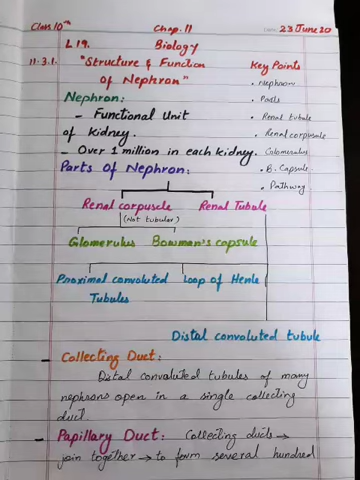 Class 10th Chap. 11 23 June 20
L 19. Biology
11.3.1. "Structure & Function Key Points
of Nephron" . Nephron
Nephron: . Parts
- Functional Unit . Renal tubule
of Kidney. . Renal corpuscle
- Over 1 million in each kidney. Glomerulus
Parts Of Nephron: . B. Capsule.
. Pathway.
Renal corpuscle Renal Tubule
(Not tubular)
Glomerulus Bowman's capsule
Proximal convoluted Loop of Henle
Tubules
Distal convoluted tubule
- Collecting Duct:
Distal convoluted tubules of many
nephrons open in a single collecting
duct.
- Papillary Duct: Collecting ducts →
join together → to form several hundred